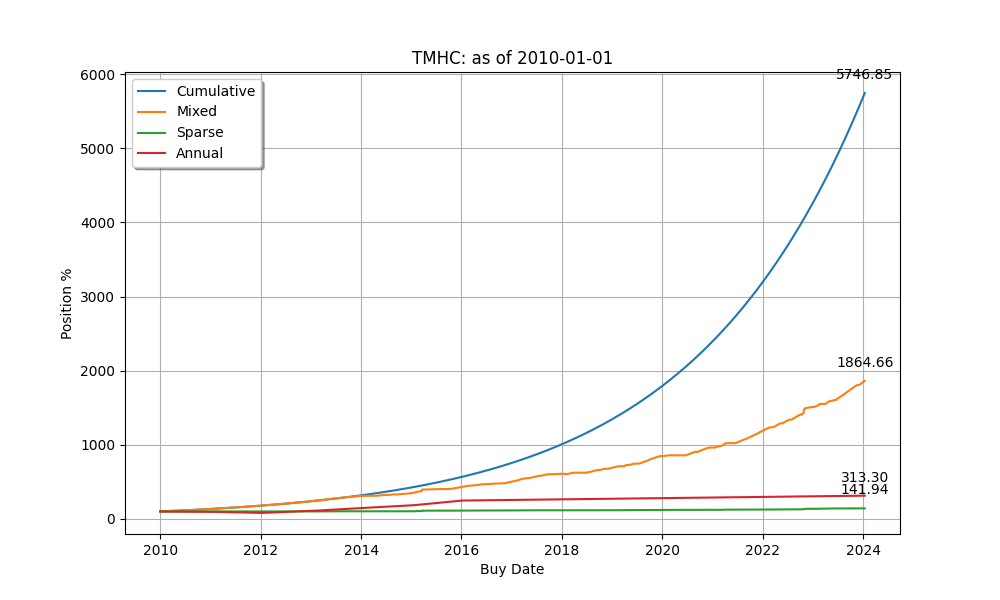 TMHC: as of 2010-01-01
Cumulative
Mixed
Sparse
Annual
5746.85
1864.66
313.30
141.94
6000
5000
4000
3000
2000
1000
0
Position %
2010 2012 2014 2016 2018 2020 2022 2024
Buy Date